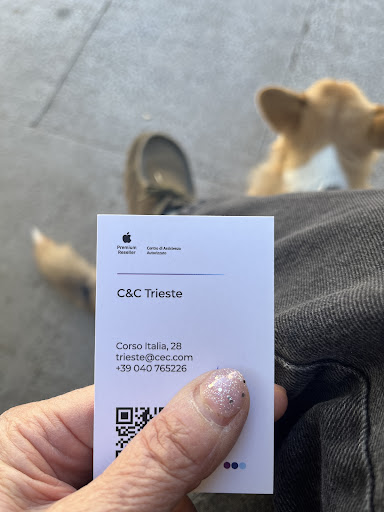 Premium
Reseller
Centro di Assistenza
Autorizzato
C&C Trieste
Corso Italia, 28
trieste@cec.com
+39 040 765226